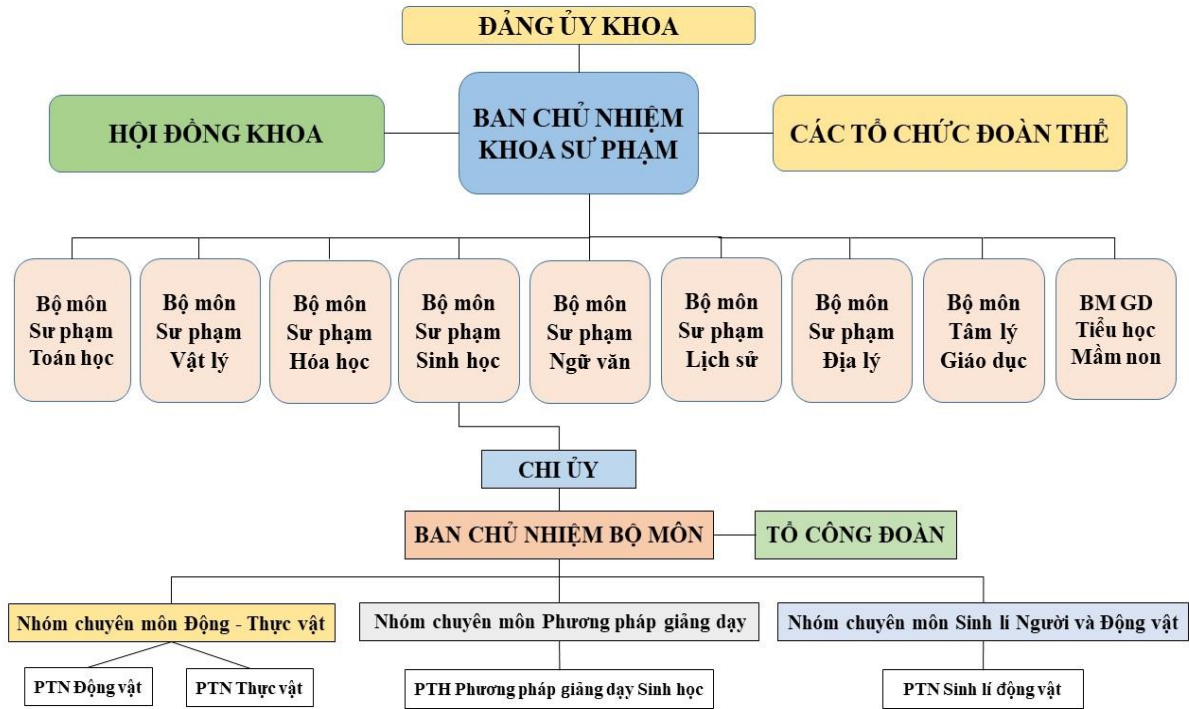 ĐẢNG ỦY KHOA
HỘI ĐỒNG KHOA
BAN CHỦ NHIỆM
KHOA SƯ PHẠM
CÁC TỔ CHỨC ĐOÀN THỂ
Bộ môn
Sư phạm
Toán học
Bộ môn
Sư phạm
Vật lý
Bộ môn
Sư phạm
Hóa học
Bộ môn
Sư phạm
Sinh học
Bộ môn
Sư phạm
Ngữ văn
Bộ môn
Sư phạm
Lịch sử
Bộ môn
Sư phạm
Địa lý
Bộ môn
Tâm lý
Giáo dục
BM GD
Tiểu học
Mầm non
CHI ỦY
BAN CHỦ NHIỆM BỘ MÔN
TỔ CÔNG ĐOÀN
Nhóm chuyên môn Động - Thực vật
Nhóm chuyên môn Phương pháp giảng dạy
Nhóm chuyên môn Sinh lí Người và Động vật
PTN Động vật
PTN Thực vật
PTH Phương pháp giảng dạy Sinh học
PTN Sinh lí động vật